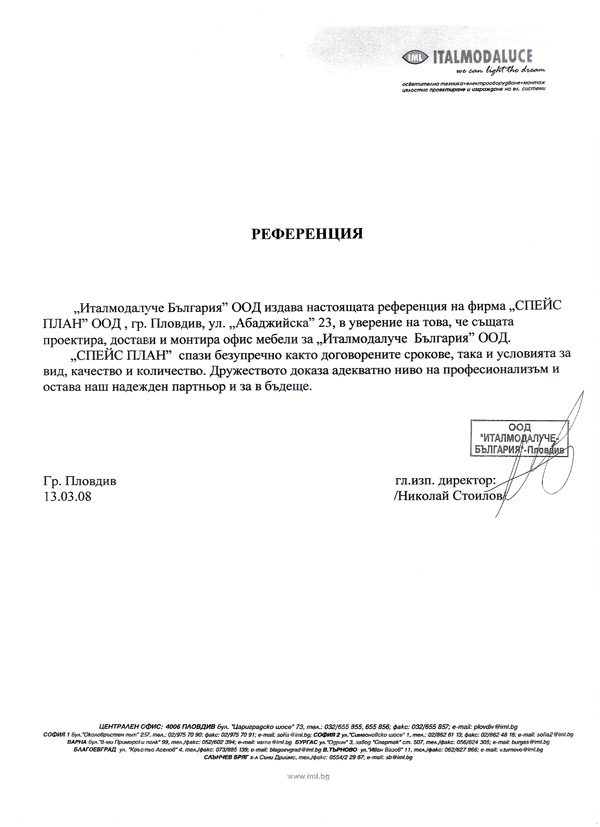 IML ITALMODALUCE
we can light the dream
осветителна техника•електрооборудване•монтаж
цялостно проектиране и изграждане на ел. системи
РЕФЕРЕНЦИЯ
„Италмодалуче България” ООД издава настоящата референция на фирма „СПЕЙС
ПЛАН” ООД , гр. Пловдив, ул. „Абаджийска” 23, в уверение на това, че същата
проектира, достави и монтира офис мебели за „Италмодалуче България” ООД.
„СПЕЙС ПЛАН” спази безупречно както договорените срокове, така и условията за
вид, качество и количество. Дружеството доказа адекватно ниво на професионализъм и
остава наш надежден партньор и за в бъдеще.
ООД
"ИТАЛМОДАЛУЧЕ-
БЪЛГАРИЯ"-Пловдив
Гр. Пловдив
гл.изп. директор:
13.03.08
/Николай Стоилов/
ЦЕНТРАЛЕН ОФИС: 4006 ПЛОВДИВ бул. "Цариградско шосе" 73, тел.: 032/655 855, 655 856; факс: 032/655 857; e-mail: plovdiv@iml.bg
СОФИЯ 1 бул."Околовръстен път" 257, тел.: 02/975 70 90; факс: 02/975 70 91; e-mail: sofia@iml.bg; СОФИЯ 2 ул."Симеоновско шосе" 1, тел.: 02/862 61 13; факс: 02/862 48 16; e-mail: sofia2@iml.bg
ВАРНА бул."8-ми Приморски полк" 99, тел./факс: 052/602 394; e-mail: varna@iml.bg БУРГАС ул."Одрин" 3, завод "Спартак" ст. 507, тел./факс: 056/824 305; e-mail: burgas@iml.bg
БЛАГОЕВГРАД ул. "Кръстьо Асенов" 4, тел./факс: 073/885 139; e-mail: blagoevgrad@iml.bg В.ТЪРНОВО ул. "Иван Вазов" 11, тел./факс: 062/627 966; e-mail: v.turnovo@iml.bg
СЛЪНЧЕВ БРЯГ х-л Съни Дриймс, тел./факс: 0554/2 29 67; e-mail: sb@iml.bg
www.iml.bg